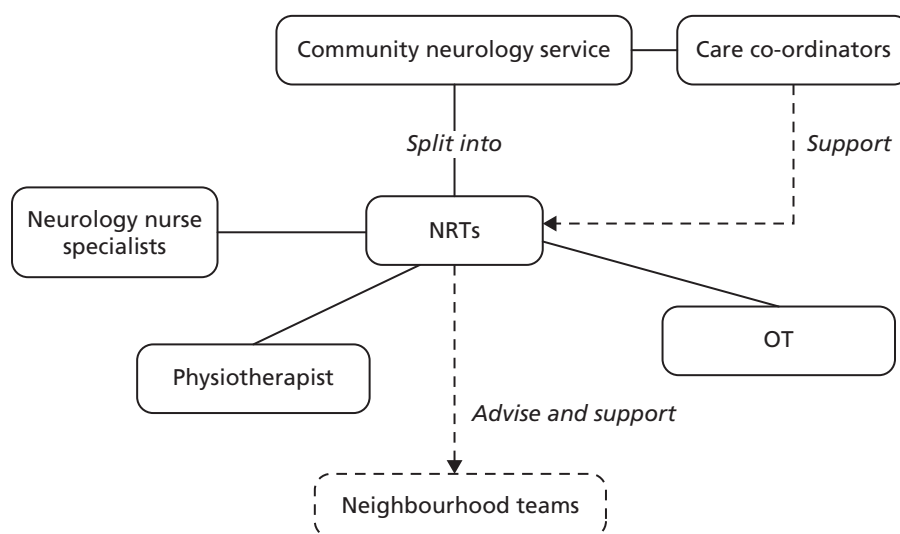 Community neurology service
Care co-ordinators
Split into
Support
Neurology nurse
specialists
NRTs
OT
Physiotherapist
Advise and support
Neighbourhood teams